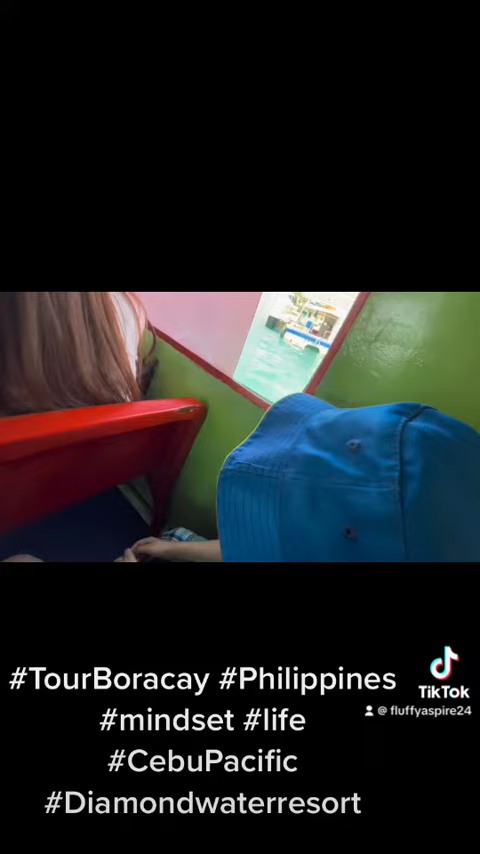 #TourBoracay #Philippines
#mindset #life
#CebuPacific
#Diamondwaterresort
TikTok
@ fluffyaspire24